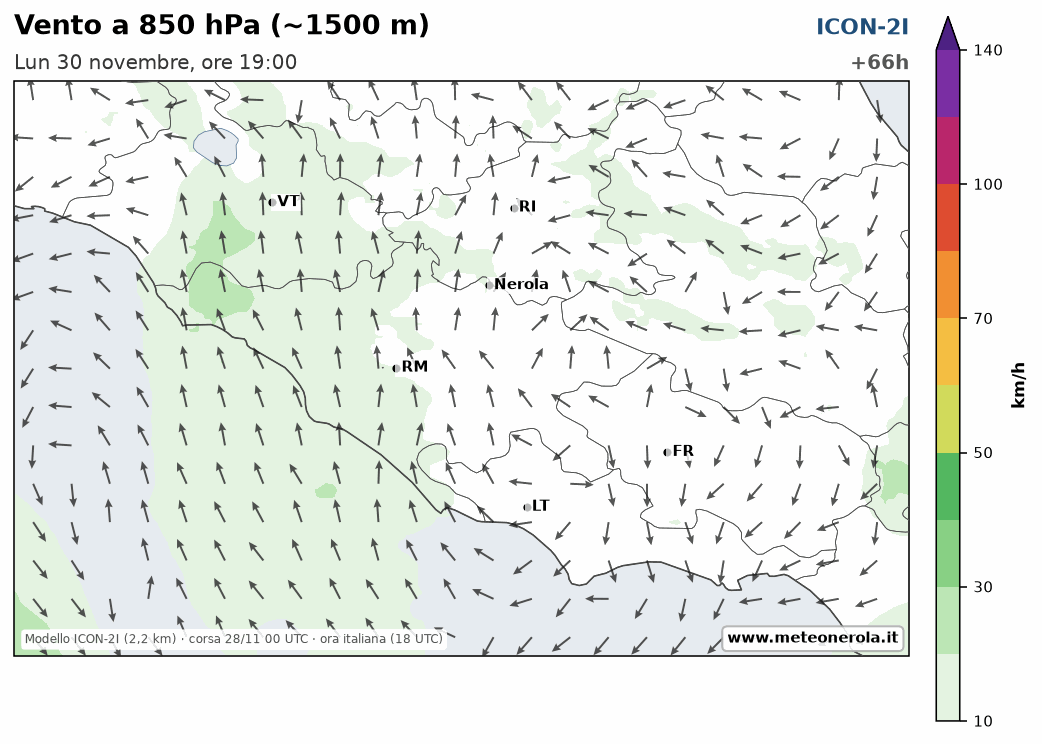 Vento a 850 hPa (~1500 m)
ICON-2I
Lun 30 novembre, ore 19:00
+66h
140
100
70
50
30
10
km/h
VT
RI
Nerola
RM
FR
LT
Modello ICON-2I (2,2 km) · corsa 28/11 00 UTC · ora italiana (18 UTC)
www.meteonerola.it